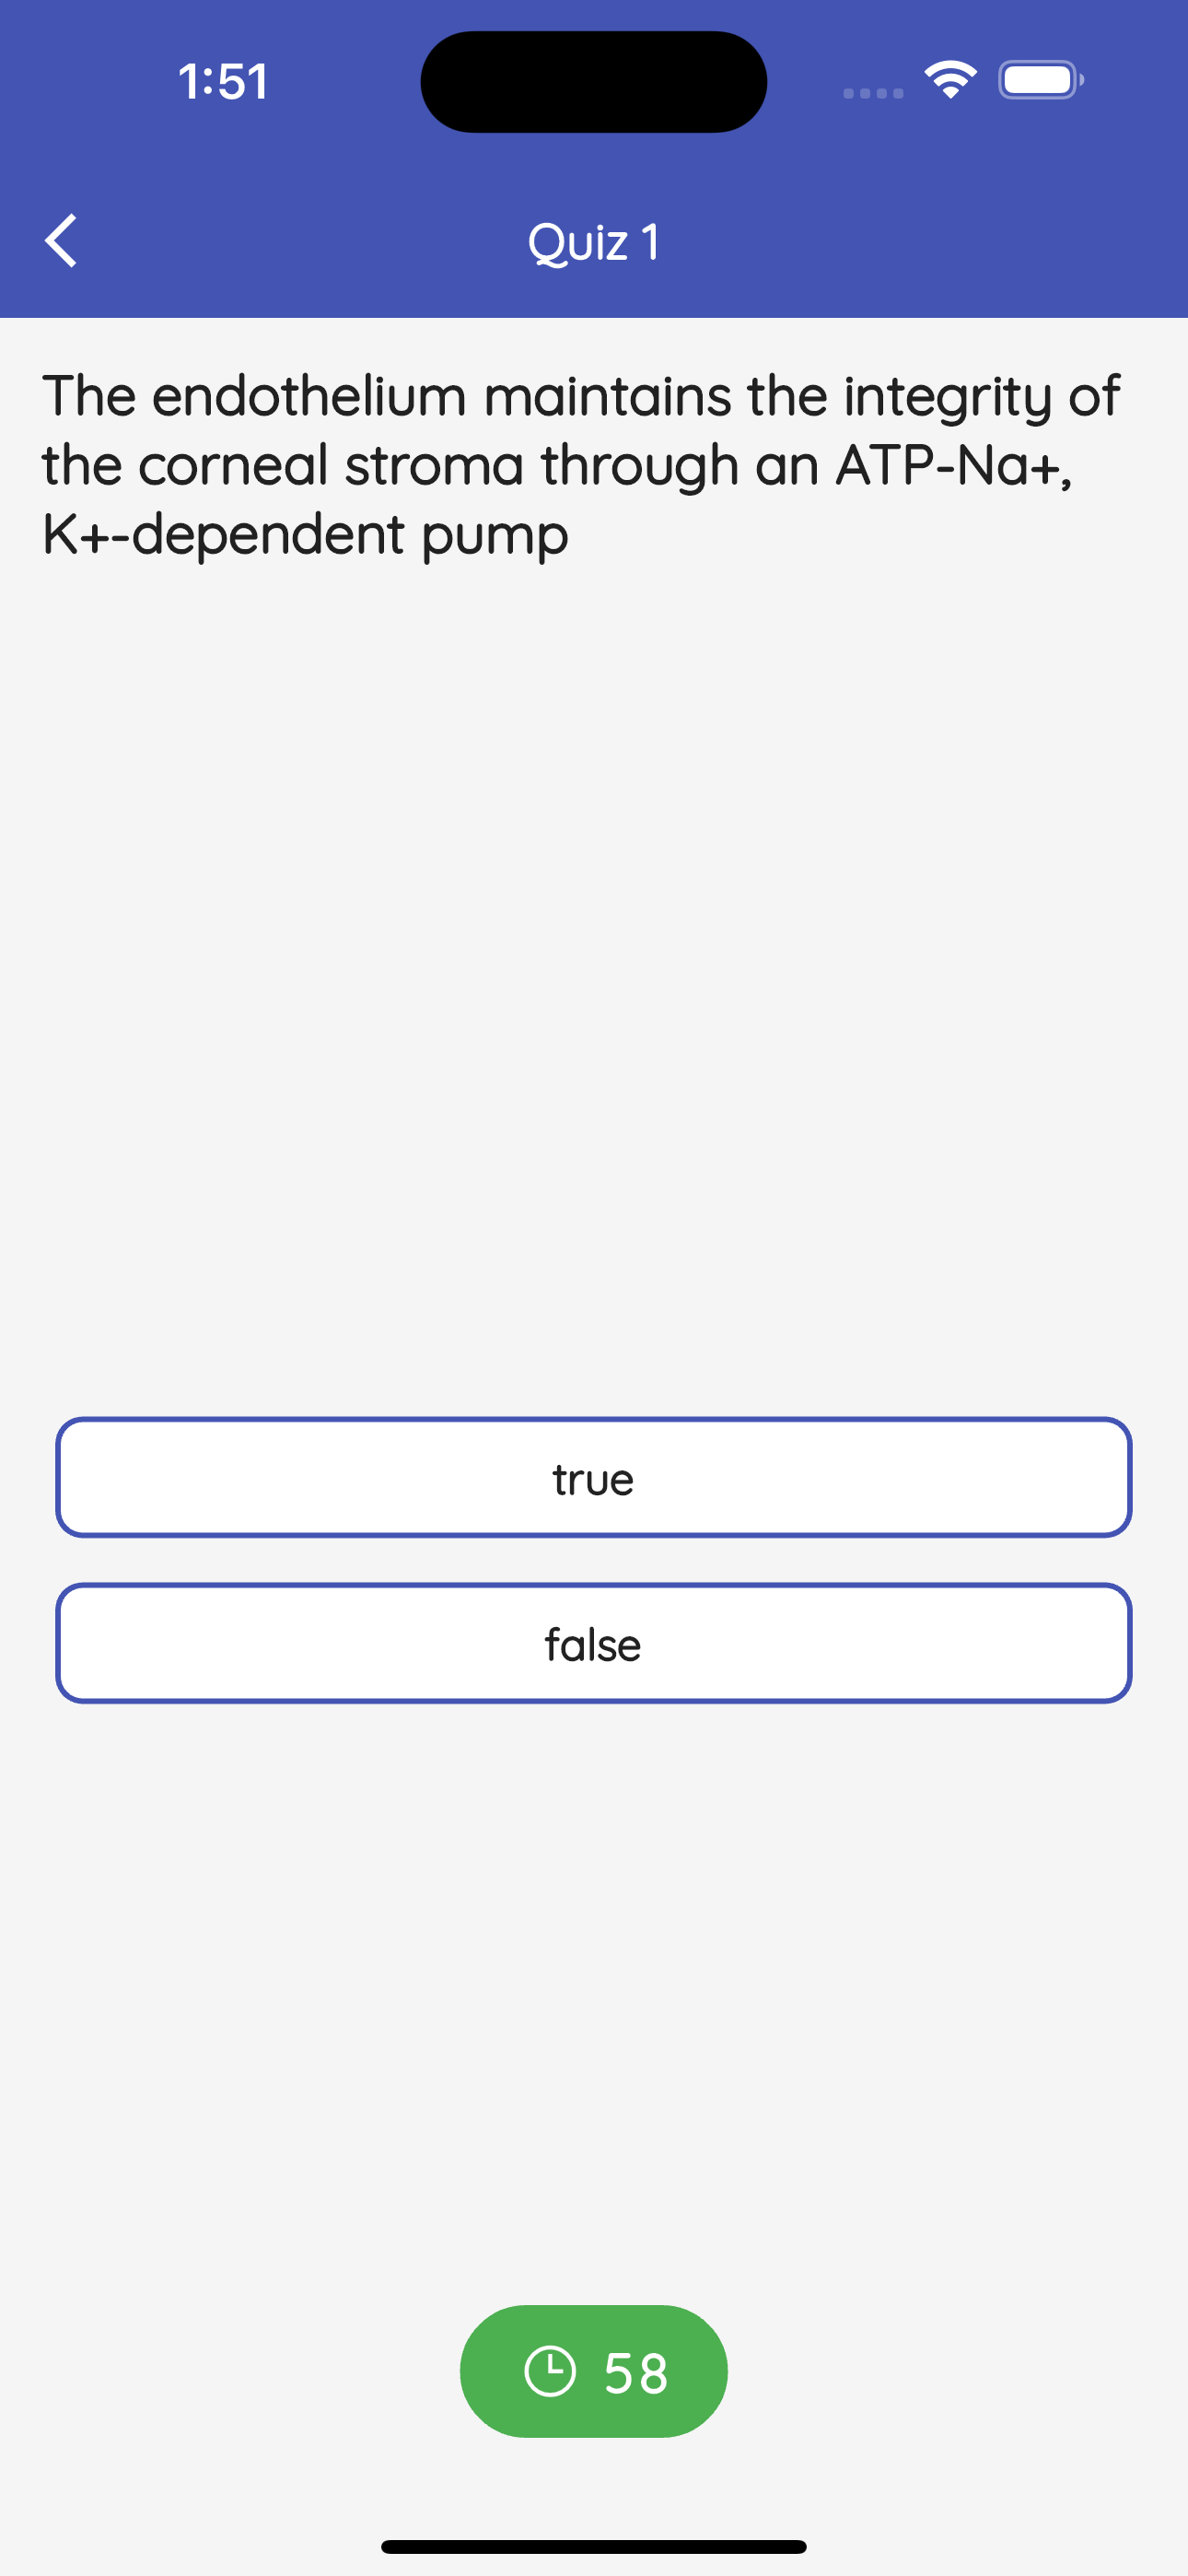 1:51
Quiz 1
The endothelium maintains the integrity of
the corneal stroma through an ATP-Na+,
K+-dependent pump
true
false
58